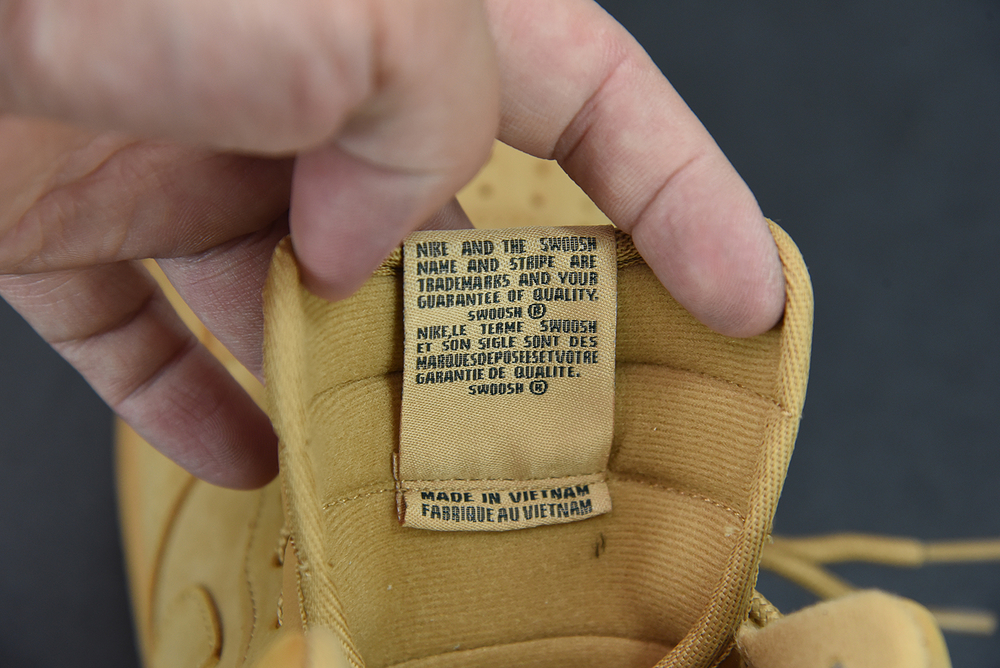 NIKE AND THE SWOOSH
NAME AND STRIPE ARE
TRADEMARKS AND YOUR
GUARANTEE OF QUALITY.
SWOOSH ®
NIKE,LE TERME SWOOSH
ET SON SIGLE SONT DES
MARQUESDEPOSEESETVOTRE
GARANTIE DE QUALITE.
SWOOSH ®
MADE IN VIETNAM
FABRIQUE AU VIETNAM